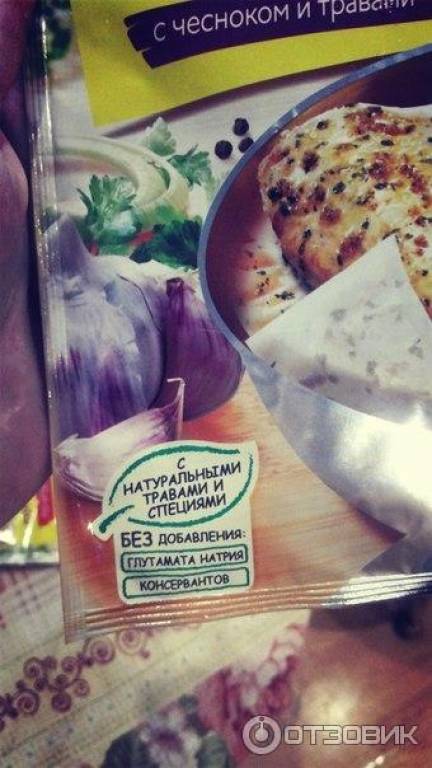 с чесноком и травами
С
НАТУРАЛЬНЫМИ
ТРАВАМИ И
СПЕЦИЯМИ
БЕЗ ДОБАВЛЕНИЯ:
ГЛУТАМАТА НАТРИЯ
КОНСЕРВАНТОВ
ОТЗОВИК